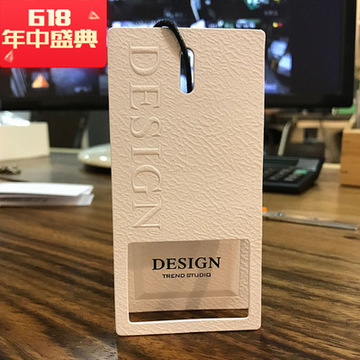 618
年中盛典
DESIGN
DESIGN
TREND STUDIO